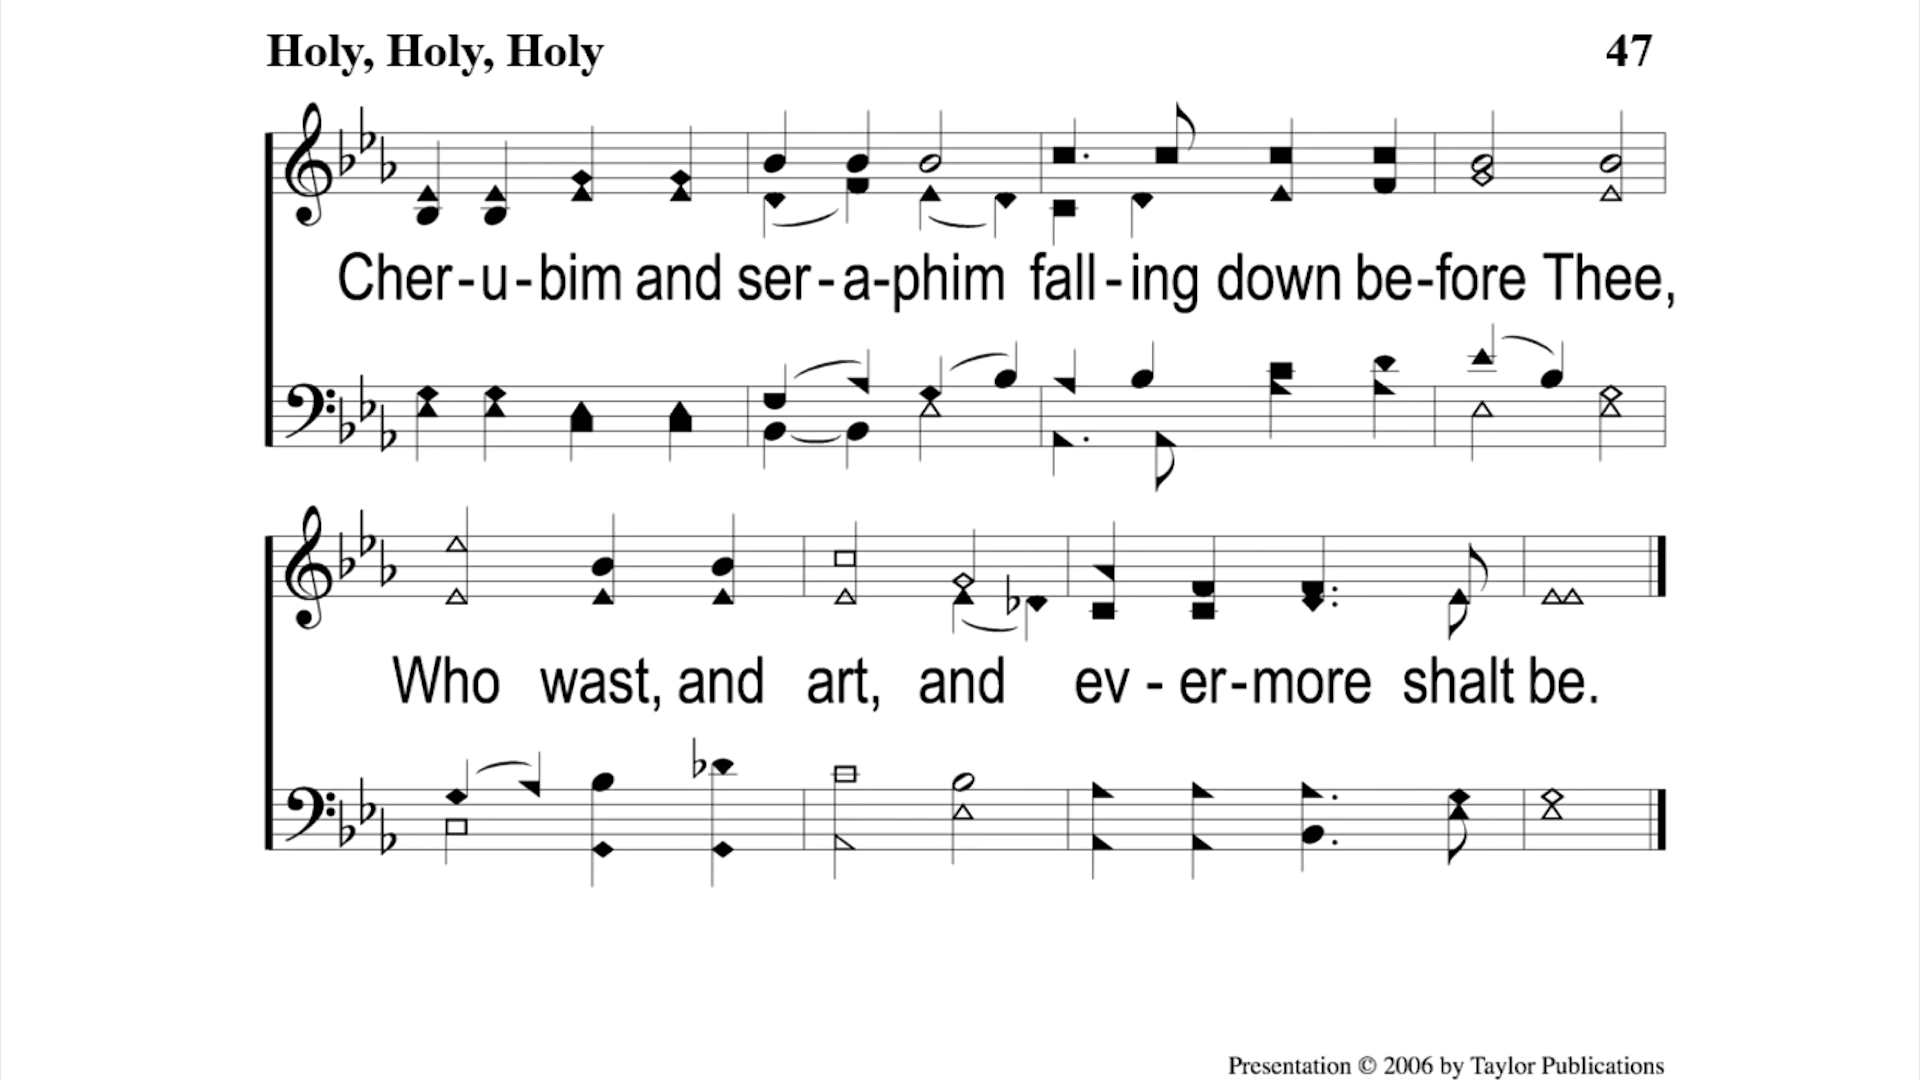 Holy, Holy, Holy 47
Cher-u-bim and ser-a-phim fall-ing down be-fore Thee,
Who wast, and art, and ev-er-more shalt be.
Presentation © 2006 by Taylor Publications